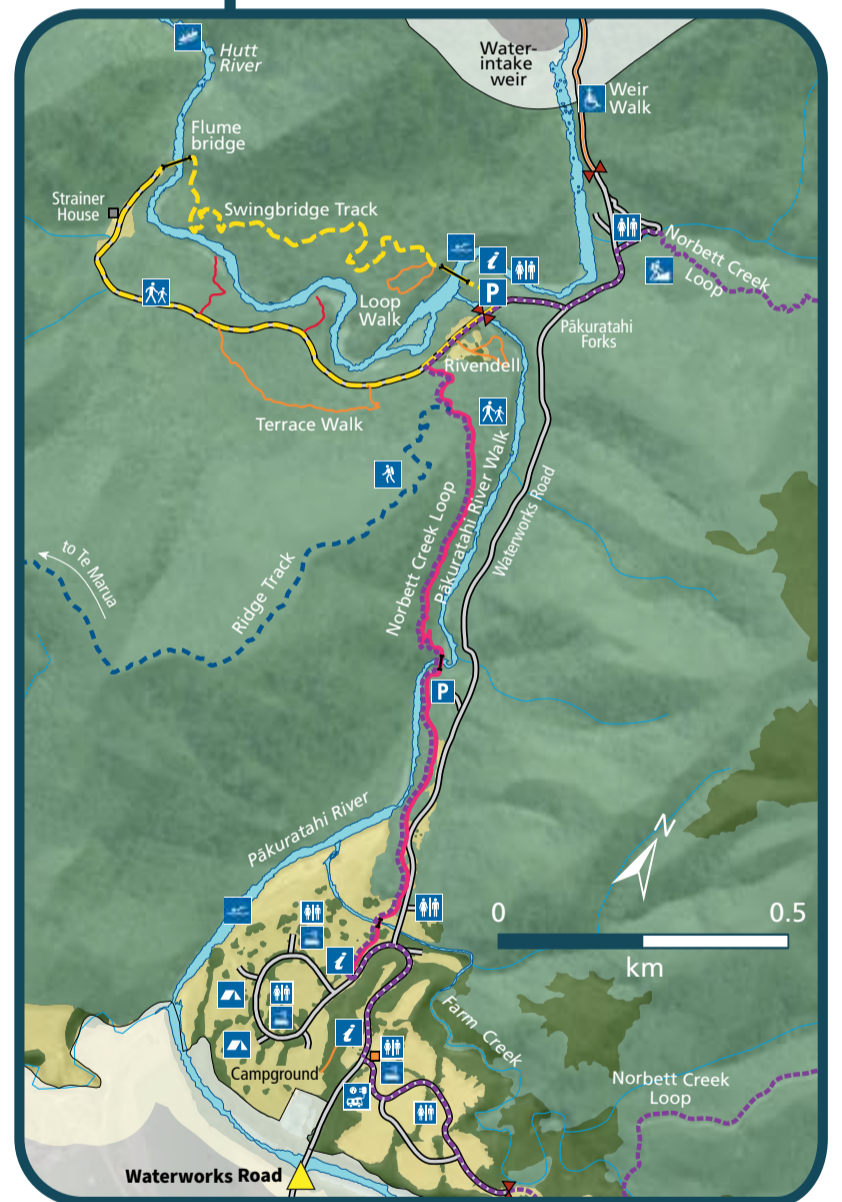 Hutt
River
Water-
intake
weir
Weir
Walk
Flume
bridge
Strainer
House
Swingbridge Track
i
P
Norbett Creek
Loop
Loop
Walk
Pākuratahi
Forks
Rivendell
Terrace Walk
Norbett Creek Loop
Pākuratahi River Walk
Waterworks Road
to Te Marua
Ridge Track
P
Pākuratahi River
N
0 0.5
km
i
Farm Creek
i
Campground
Norbett Creek
Loop
Waterworks Road